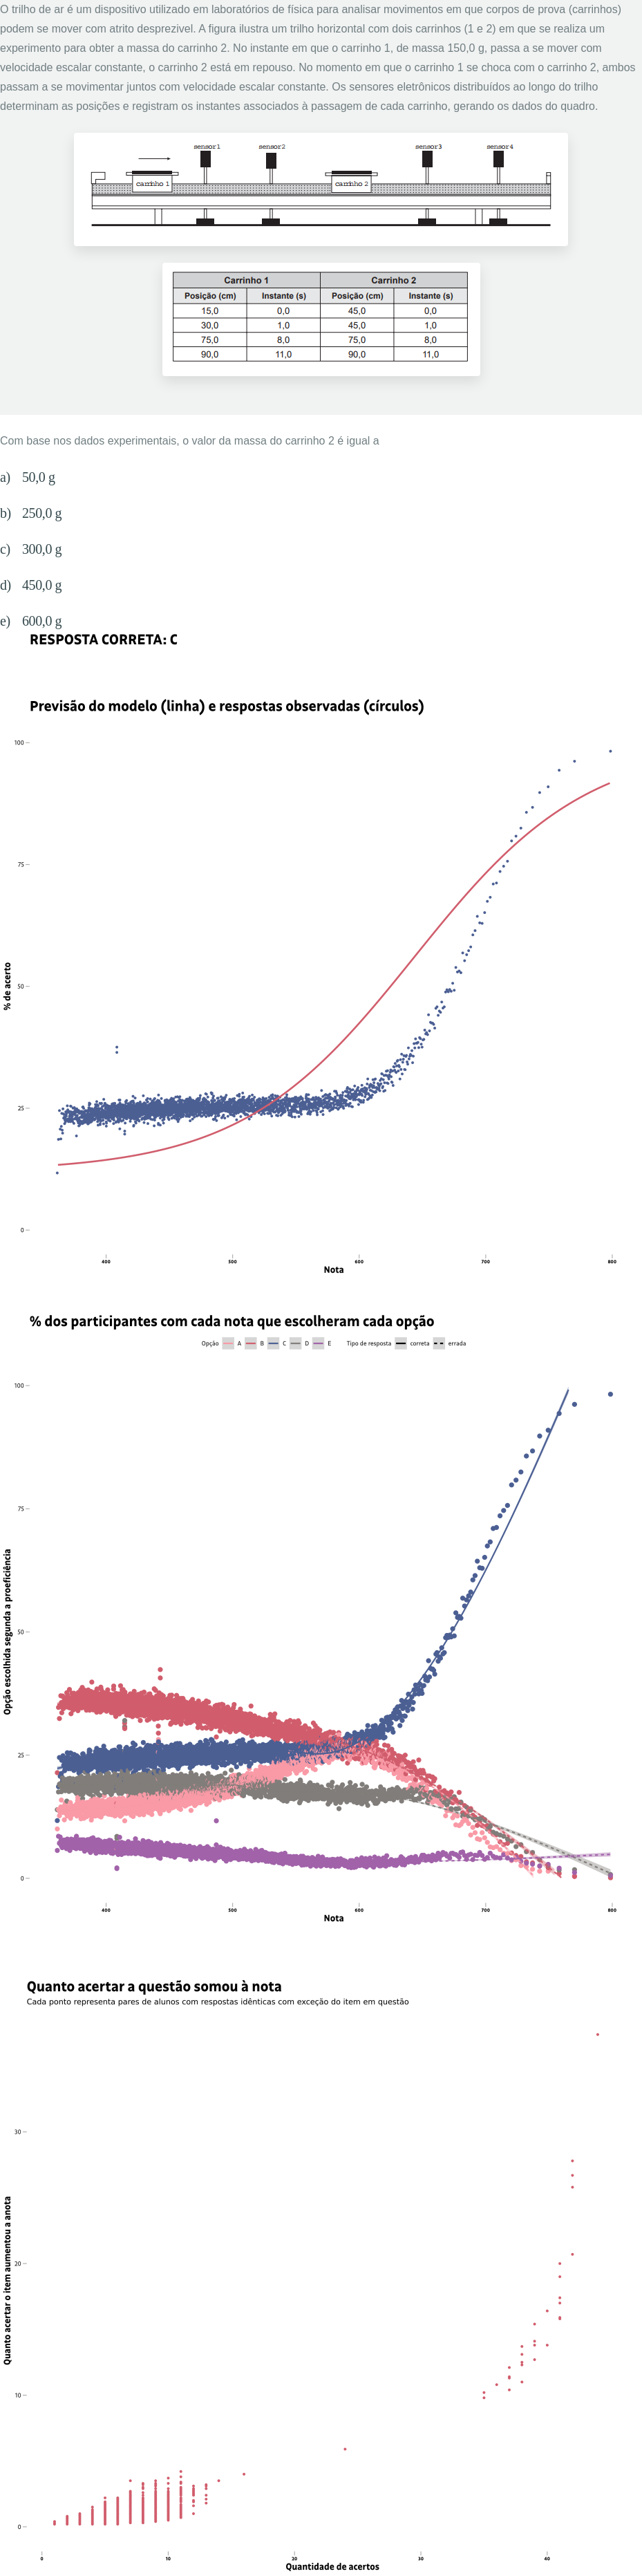 O trilho de ar é um dispositivo utilizado em laboratórios de física para analisar movimentos em que corpos de prova (carrinhos)
podem se mover com atrito desprezivel. A figura ilustra um trilho horizontal com dois carrinhos (1 e 2) em que se realiza um
experimento para obter a massa do carrinho 2. No instante em que o carrinho 1, de massa 150,0 g, passa a se mover com
velocidade escalar constante, o carrinho 2 está em repouso. No momento em que o carrinho 1 se choca com o carrinho 2, ambos
passam a se movimentar juntos com velocidade escalar constante. Os sensores eletrônicos distribuídos ao longo do trilho
determinam as posições e registram os instantes associados à passagem de cada carrinho, gerando os dados do quadro.
sensor1 sensor2 sensor3 sensor4
carrinho 1 carrinho 2
Carrinho 1 Carrinho 2
Posição (cm) Instante (s) Posição (cm) Instante (s)
15,0 0,0 45,0 0,0
30,0 1,0 45,0 1,0
75,0 8,0 75,0 8,0
90,0 11,0 90,0 11,0
Com base nos dados experimentais, o valor da massa do carrinho 2 é igual a
a) 50,0 g
b) 250,0 g
c) 300,0 g
d) 450,0 g
e) 600,0 g
RESPOSTA CORRETA: C
Previsão do modelo (linha) e respostas observadas (círculos)
100
75
50
25
0
% de acerto
400 500 600 700 800
Nota
% dos participantes com cada nota que escolheram cada opção
Opção A B C D E Tipo de resposta correta errada
100
75
50
25
0
Opção escolhida segunda a proeficiência
400 500 600 700 800
Nota
Quanto acertar a questão somou à nota
Cada ponto representa pares de alunos com respostas idênticas com exceção do item em questão
30
20
10
0
Quanto acertar o item aumentou a anota
0 10 20 30 40
Quantidade de acertos